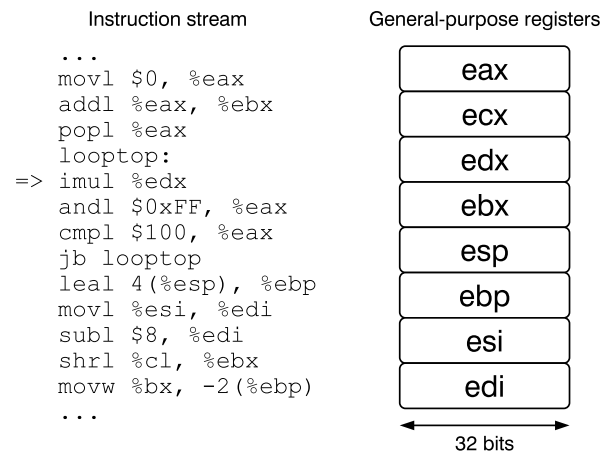 Instruction stream
...
movl $0, %eax
addl %eax, %ebx
popl %eax
looptop:
=> imul %edx
andl $0xFF, %eax
cmpl $100, %eax
jb looptop
leal 4(%esp), %ebp
movl %esi, %edi
subl $8, %edi
shrl %cl, %ebx
movw %bx, -2(%ebp)
...
General-purpose registers
eax
ecx
edx
ebx
esp
ebp
esi
edi
32 bits